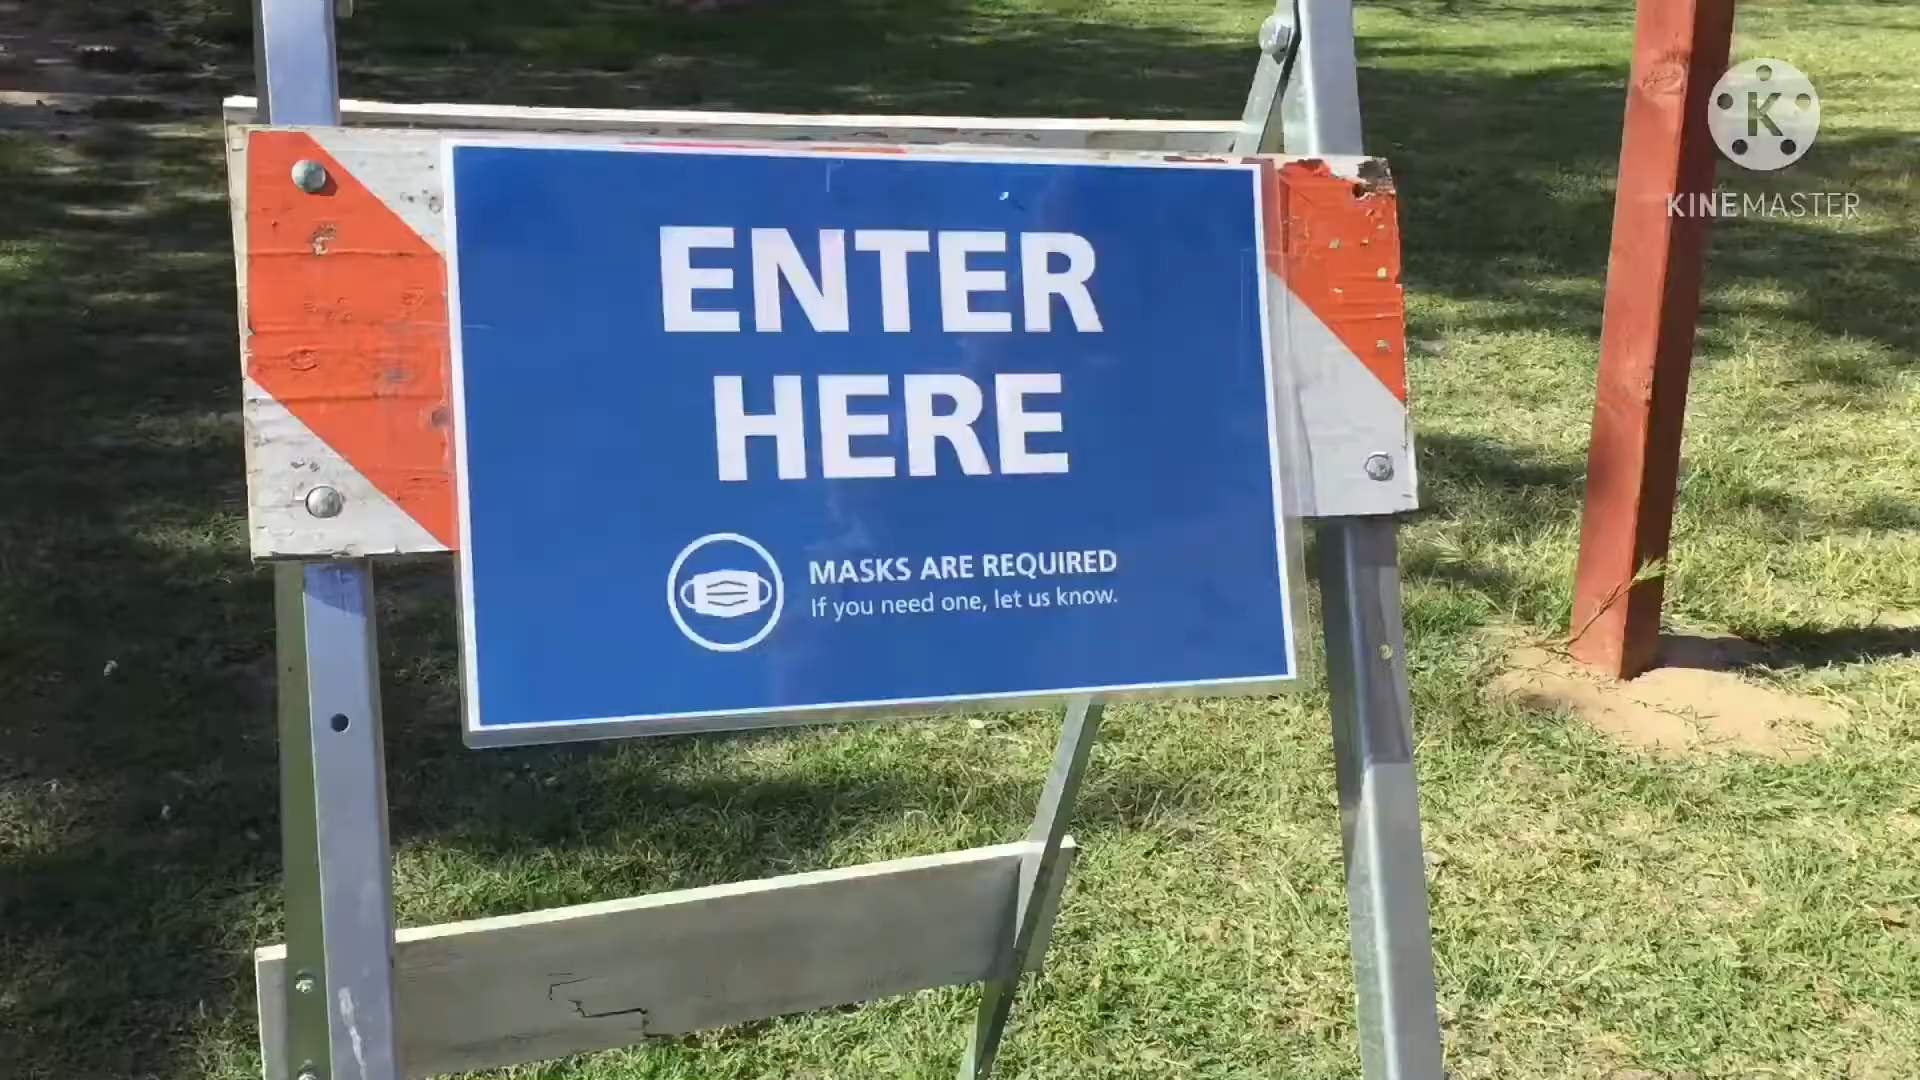 ENTER
HERE
MASKS ARE REQUIRED
If you need one, let us know.
K
KINEMASTER